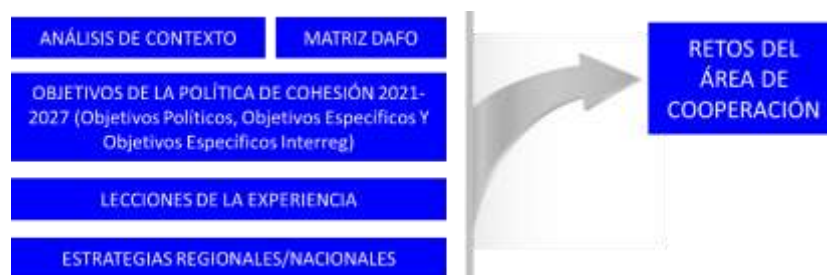 ANÁLISIS DE CONTEXTO
MATRIZ DAFO
OBJETIVOS DE LA POLÍTICA DE COHESIÓN 2021-
2027 (Objetivos Políticos, Objetivos Específicos Y
Objetivos Específicos Interreg)
LECCIONES DE LA EXPERIENCIA
ESTRATEGIAS REGIONALES/NACIONALES
RETOS DEL
ÁREA DE
COOPERACIÓN